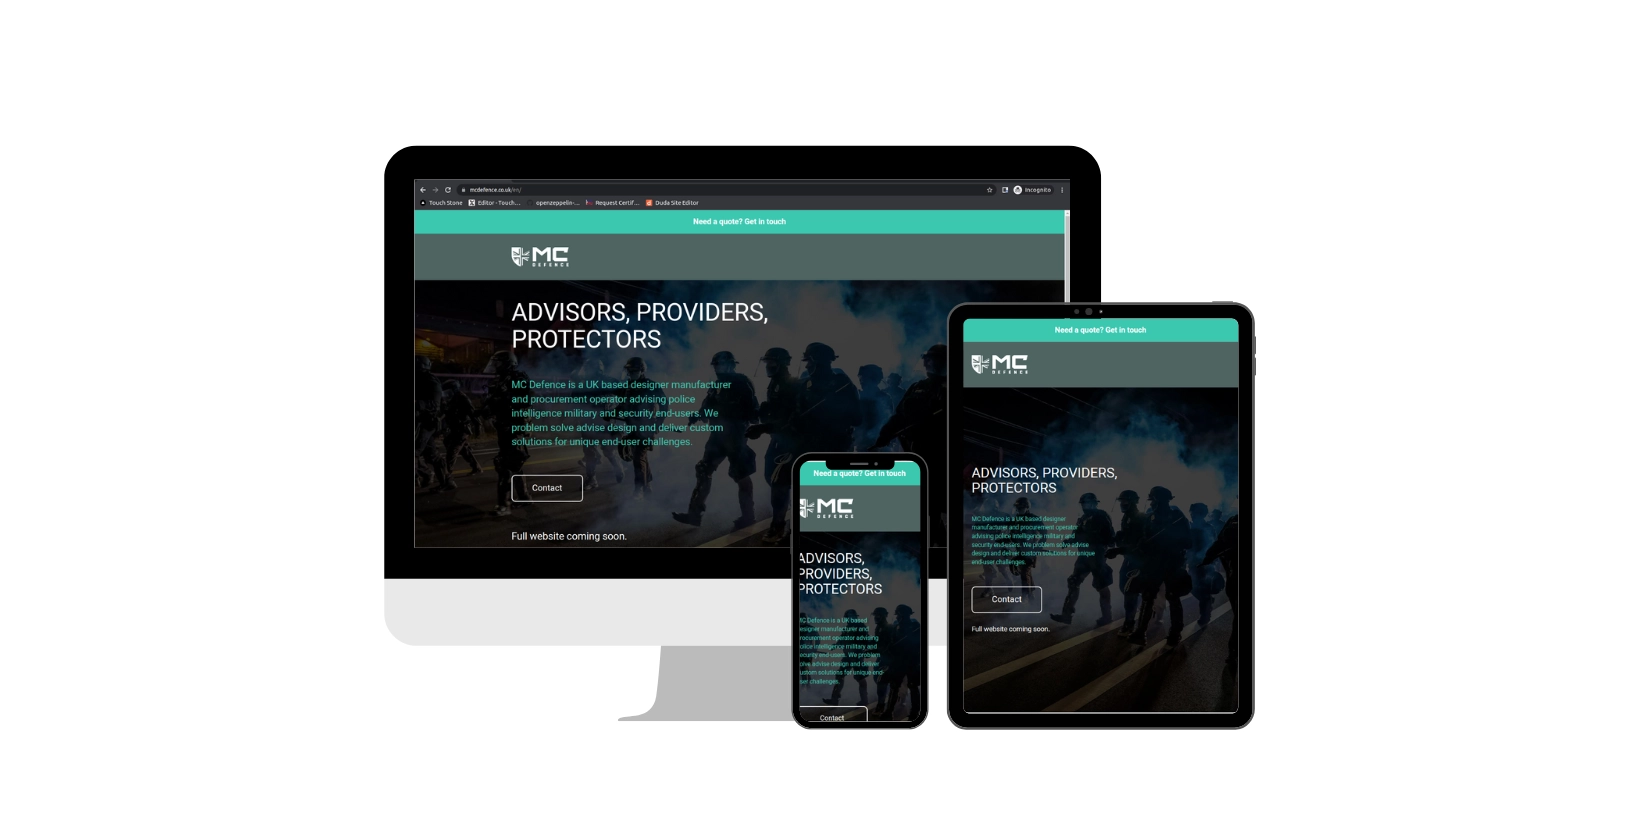 mcdefence.co.uk/en/
Incognito
Touch Stone
Editor - Touch...
openzeppelin-...
Request Certif...
Duda Site Editor
Need a quote? Get in touch
MC
DEFENCE
ADVISORS, PROVIDERS,
PROTECTORS
MC Defence is a UK based designer manufacturer
and procurement operator advising police
intelligence military and security end-users. We
problem solve advise design and deliver custom
solutions for unique end-user challenges.
Contact
Full website coming soon.
Need a quote? Get in touch
MC
DEFENCE
ADVISORS,
PROVIDERS,
PROTECTORS
MC Defence is a UK based
esigner manufacturer and
rocurement operator advising
olice intelligence military and
ecurity end-users. We problem
olve advise design and deliver
ustom solutions for unique end-
ser challenges.
Contact
Need a quote? Get in touch
MC
DEFENCE
ADVISORS, PROVIDERS,
PROTECTORS
MC Defence is a UK based designer
manufacturer and procurement operator
advising police intelligence military and
security end-users. We problem solve advise
design and deliver custom solutions for unique
end-user challenges.
Contact
Full website coming soon.